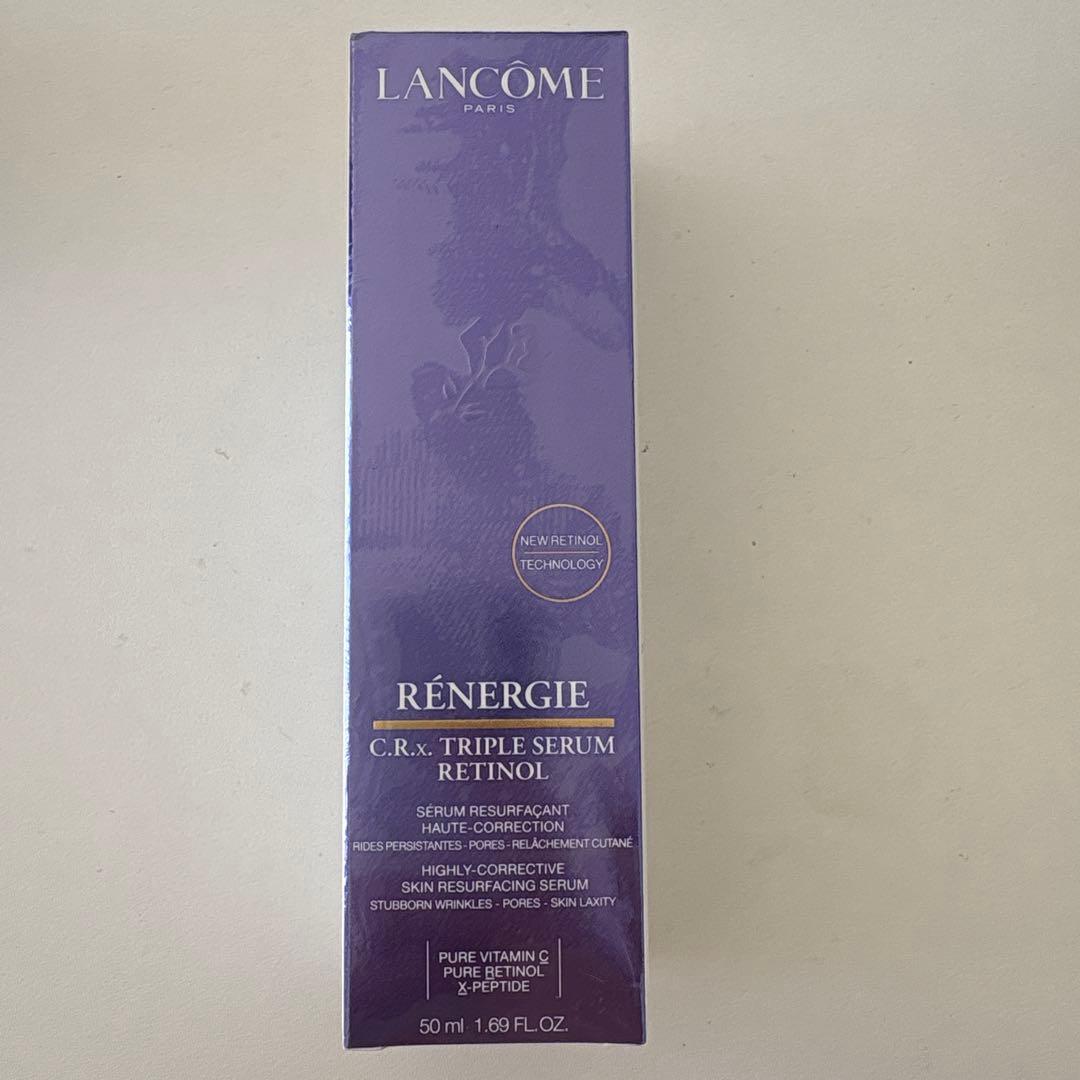 LANCÔME
PARIS
NEW RETINOL
TECHNOLOGY
RÉNERGIE
C.R.x. TRIPLE SERUM
RETINOL
SÉRUM RESURFAÇANT
HAUTE-CORRECTION
RIDES PERSISTANTES - PORES - RELÂCHEMENT CUTANÉ
HIGHLY-CORRECTIVE
SKIN RESURFACING SERUM
STUBBORN WRINKLES - PORES - SKIN LAXITY
PURE VITAMIN C
PURE RETINOL
X-PEPTIDE
50 ml 1.69 FL.OZ.